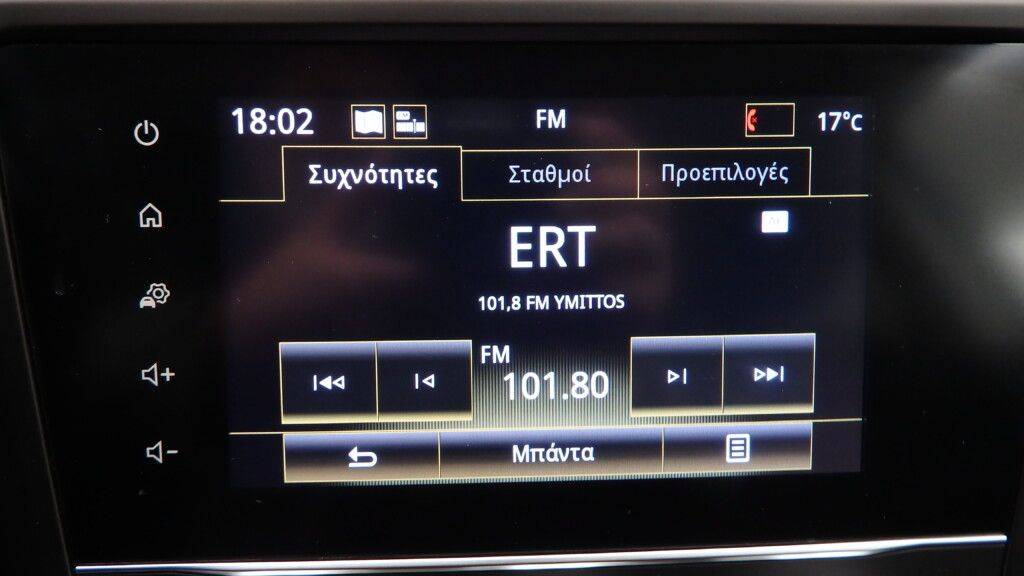 18:02 FM 17°c
Συχνότητες Σταθμοί Προεπιλογές
ERT
101,8 FM YMITTOS
FM
101.80
Μπάντα